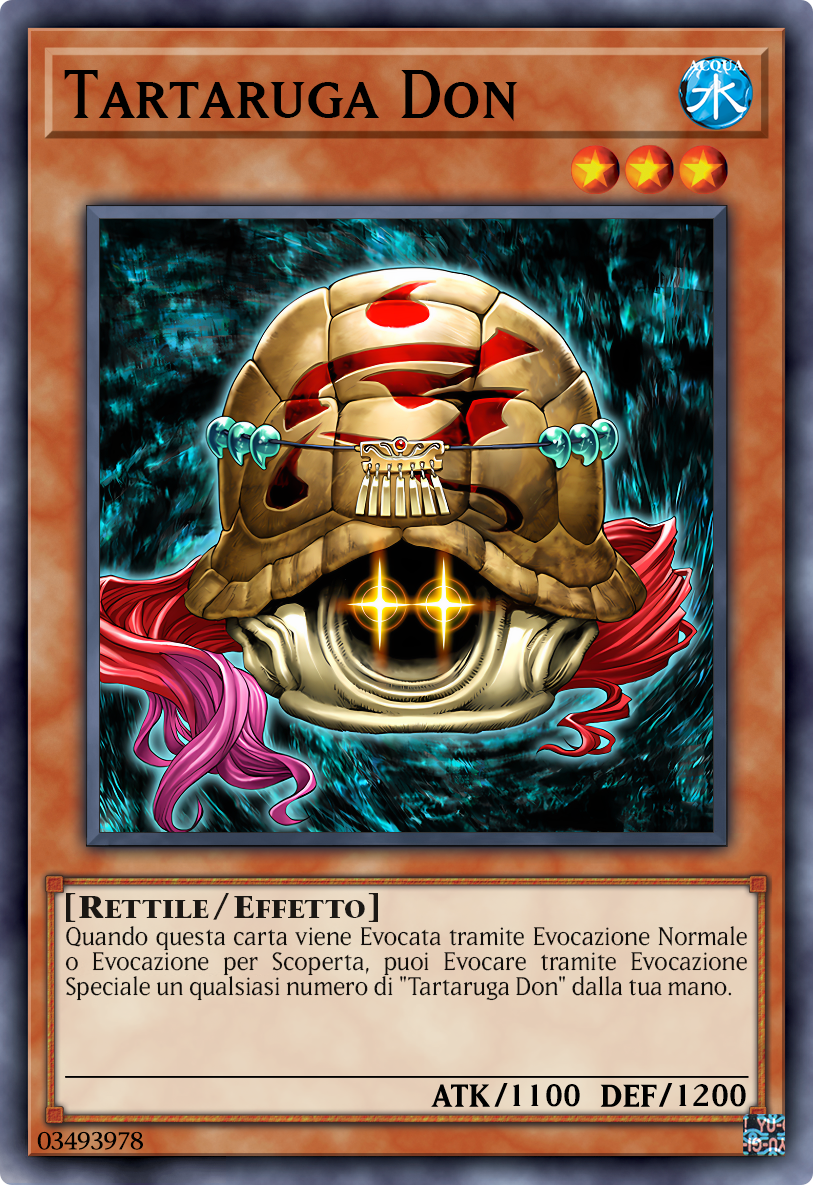 Tartaruga Don
ACQUA
水
[Rettile/Effetto]
Quando questa carta viene Evocata tramite Evocazione Normale
o Evocazione per Scoperta, puoi Evocare tramite Evocazione
Speciale un qualsiasi numero di "Tartaruga Don" dalla tua mano.
ATK/1100 DEF/1200
03493978